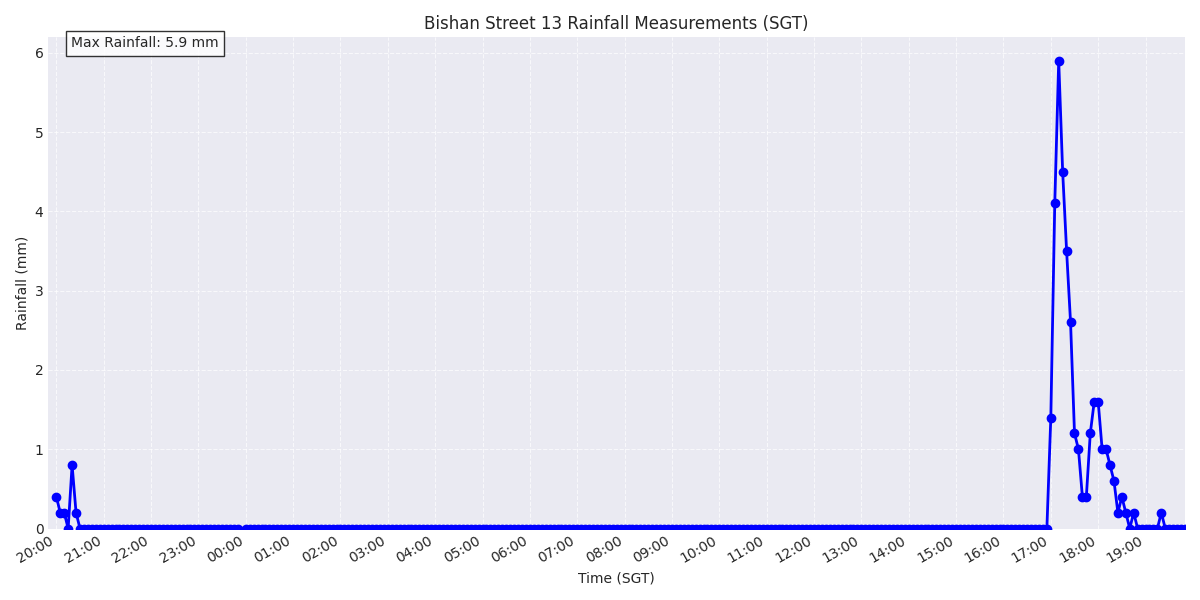 Bishan Street 13 Rainfall Measurements (SGT)
Max Rainfall: 5.9 mm
6
5
4
3
2
1
0
Rainfall (mm)
20:00 21:00 22:00 23:00 00:00 01:00 02:00 03:00 04:00 05:00 06:00 07:00 08:00 09:00 10:00 11:00 12:00 13:00 14:00 15:00 16:00 17:00 18:00 19:00
Time (SGT)